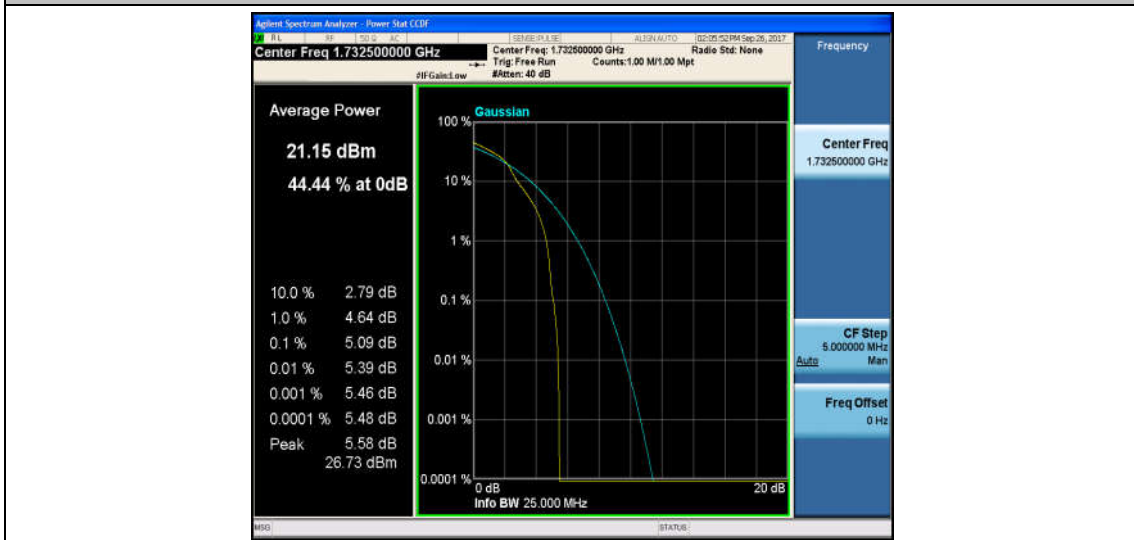 Agilent Spectrum Analyzer - Power Stat CCDF
RL RF 50 Ω AC SENSE:PULSE ALIGN AUTO 02:05:52 PM Sep 26, 2017
Center Freq 1.732500000 GHz
Center Freq: 1.732500000 GHz Radio Std: None
Trig: Free Run Counts:1.00 M/1.00 Mpt
#IFGain:Low #Atten: 40 dB
Frequency
Average Power
21.15 dBm
44.44 % at 0dB
10.0 % 2.79 dB
1.0 % 4.64 dB
0.1 % 5.09 dB
0.01 % 5.39 dB
0.001 % 5.46 dB
0.0001 % 5.48 dB
Peak 5.58 dB
26.73 dBm
Gaussian
100 %
10 %
1 %
0.1 %
0.01 %
0.001 %
0.0001 %
0 dB 20 dB
Info BW 25.000 MHz
Center Freq
1.732500000 GHz
CF Step
5.000000 MHz
Auto Man
Freq Offset
0 Hz
MSG STATUS